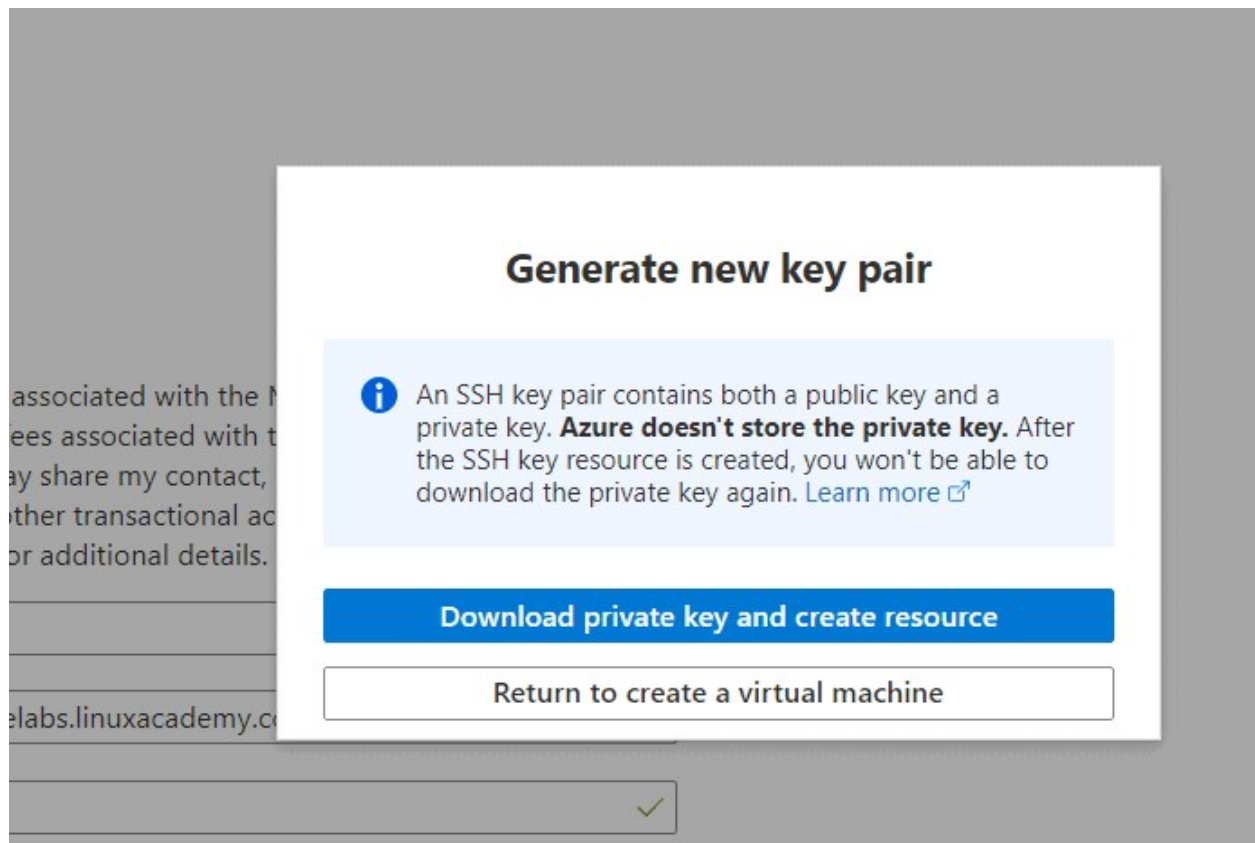 Generate new key pair
An SSH key pair contains both a public key and a
private key. Azure doesn't store the private key. After
the SSH key resource is created, you won't be able to
download the private key again. Learn more
Download private key and create resource
Return to create a virtual machine
associated with the
ees associated with
ay share my contact,
other transactional
or additional details.
elabs.linuxacademy.